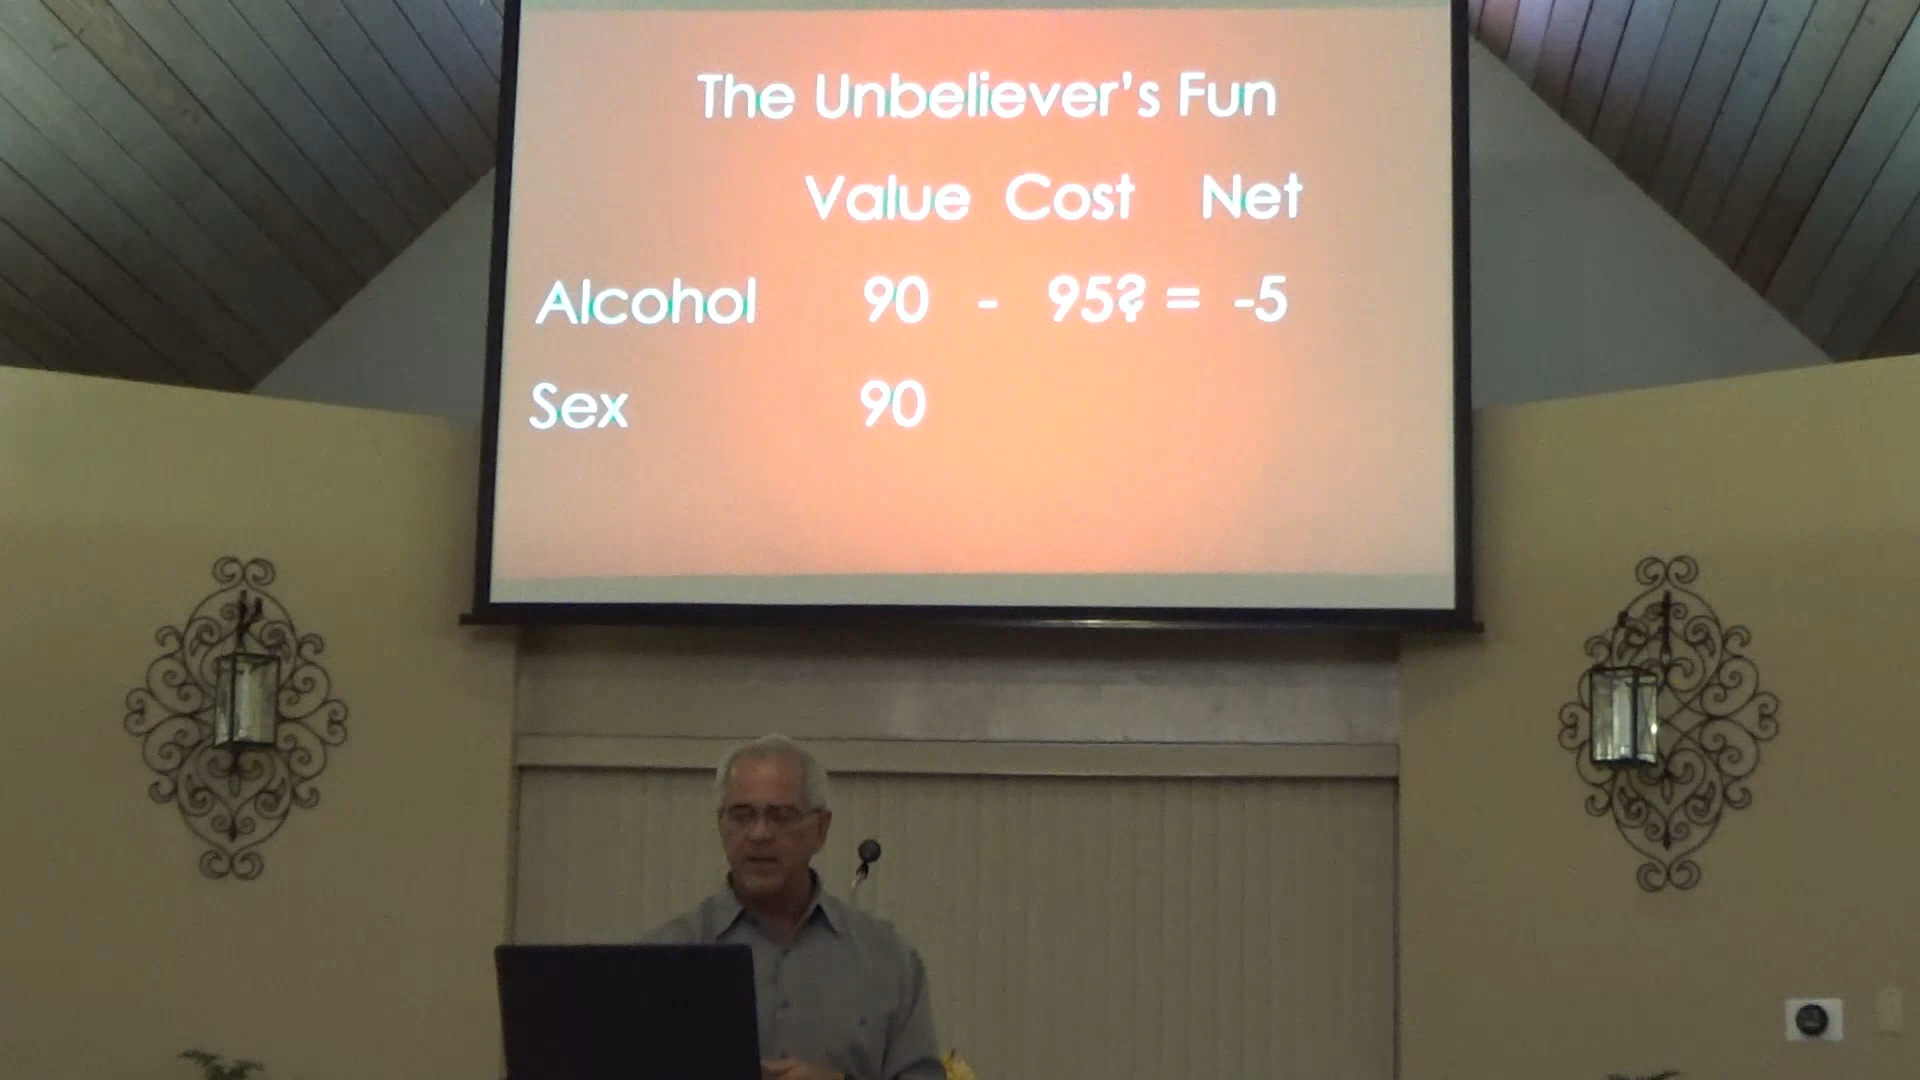 The Unbeliever's Fun
Value Cost Net
Alcohol 90 - 95? = -5
Sex 90